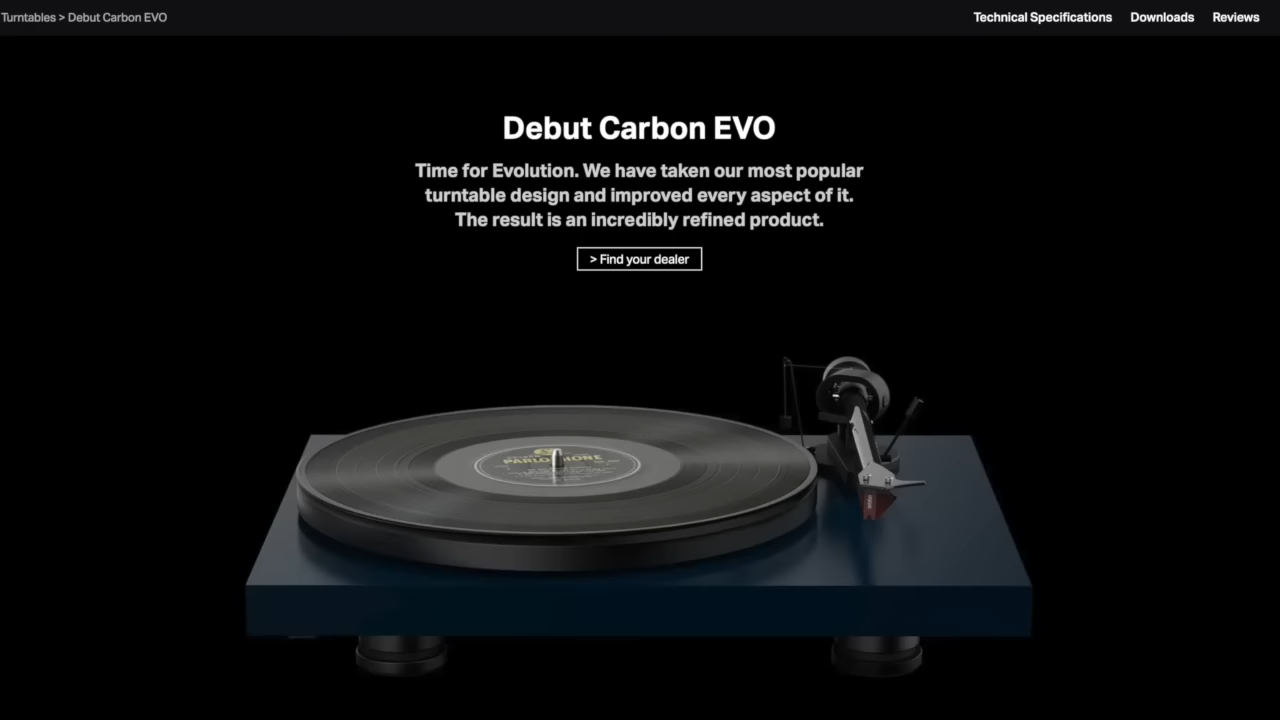 Turntables > Debut Carbon EVO
Technical Specifications
Downloads
Reviews
Debut Carbon EVO
Time for Evolution. We have taken our most popular
turntable design and improved every aspect of it.
The result is an incredibly refined product.
> Find your dealer
PARLOPHONE